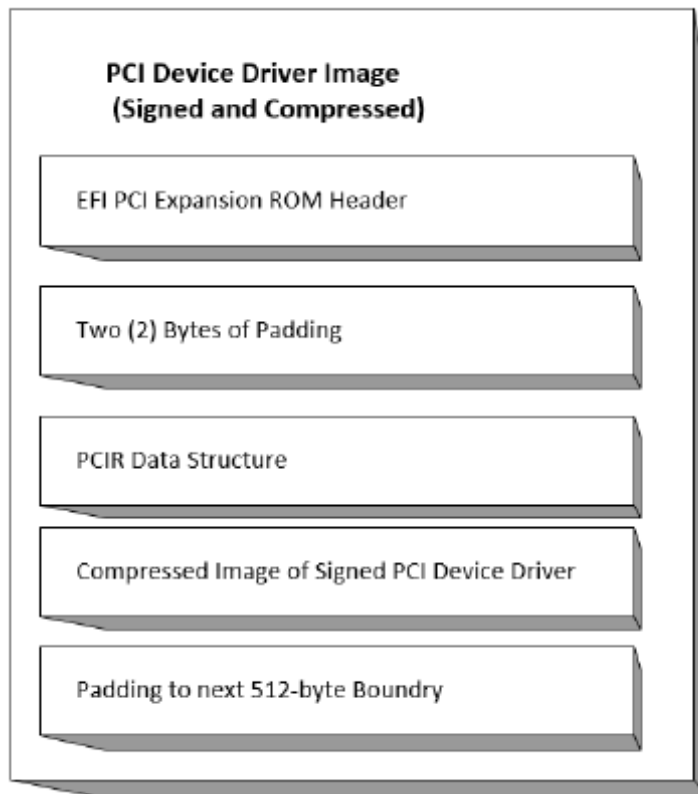 PCI Device Driver Image
(Signed and Compressed)
EFI PCI Expansion ROM Header
Two (2) Bytes of Padding
PCIR Data Structure
Compressed Image of Signed PCI Device Driver
Padding to next 512-byte Boundry